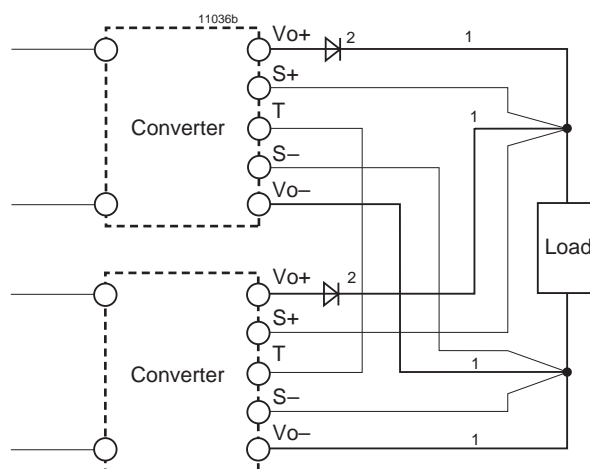 11036b
Vo+
2
1
S+
T
1
Converter
S–
Vo–
Load
Vo+
2
S+
T
1
Converter
S–
1
Vo–